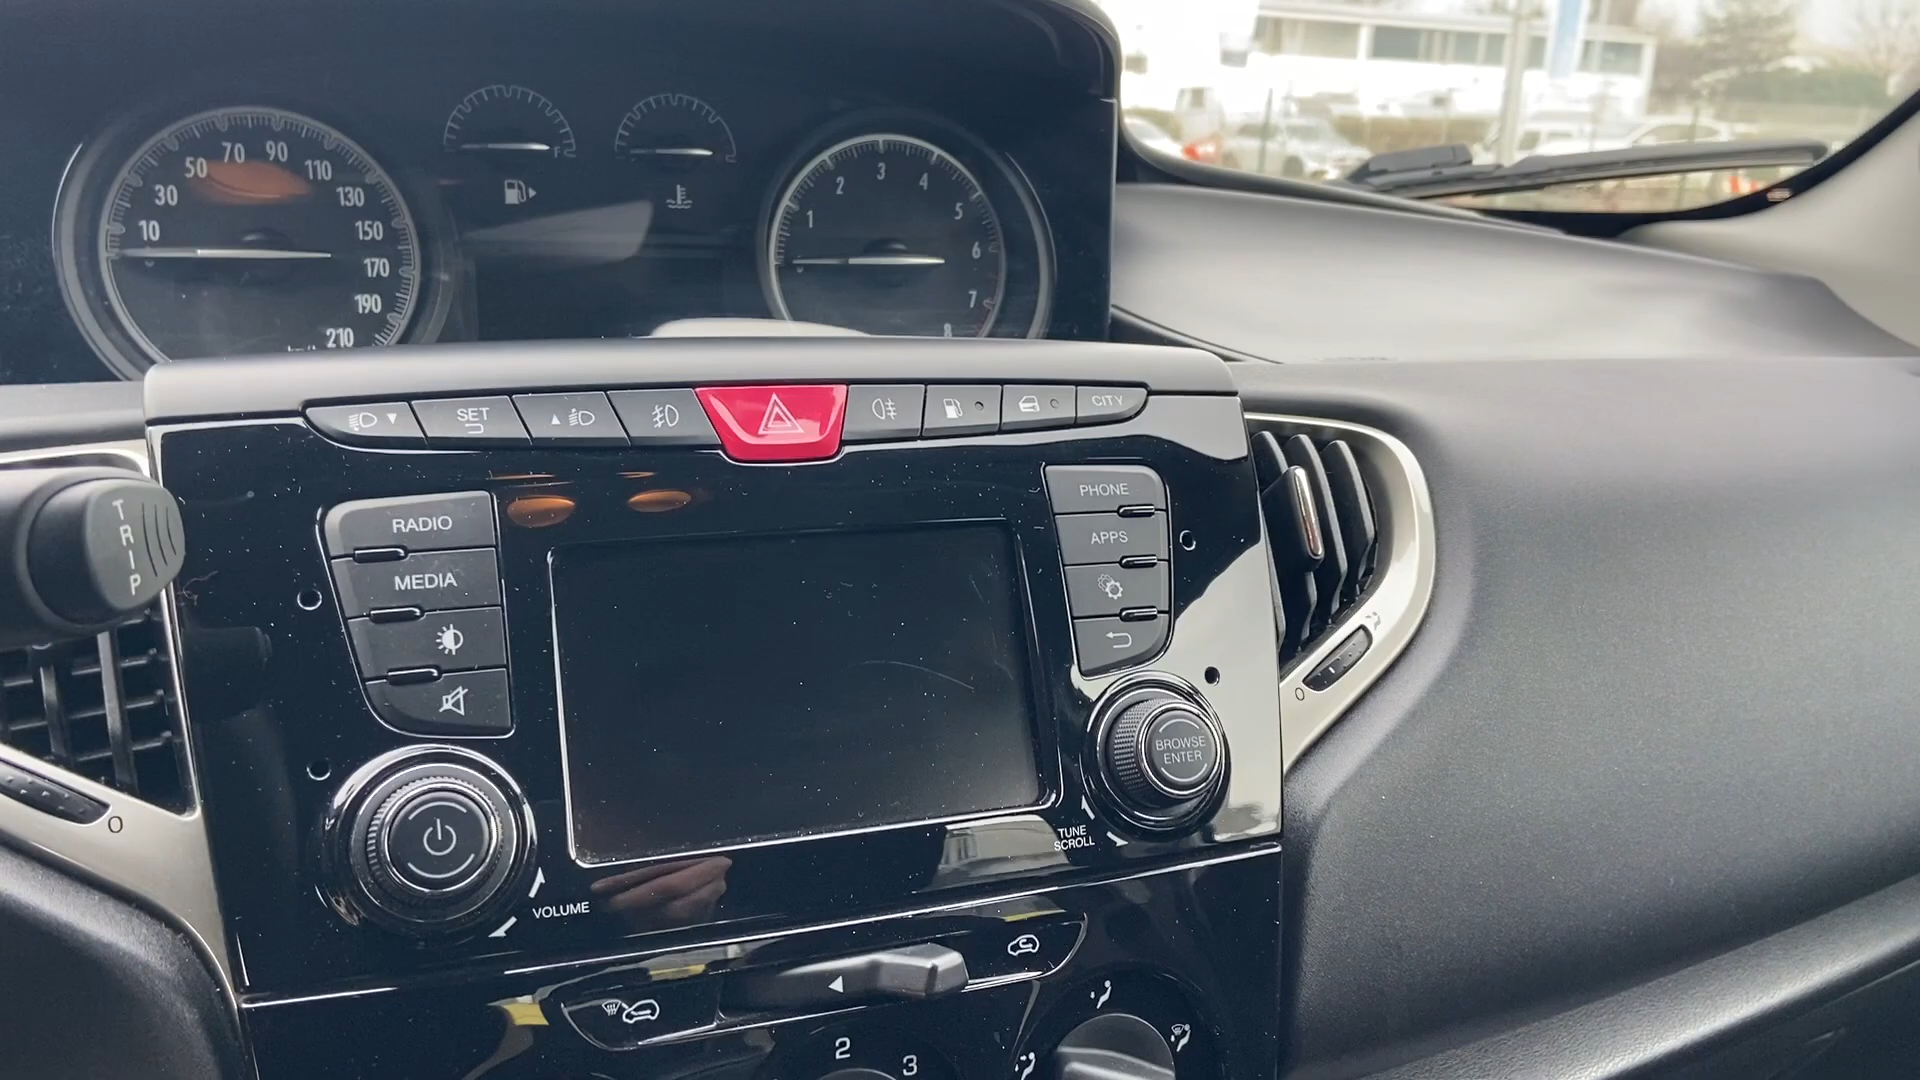 10
30
50
70
90
110
130
150
170
190
210
F
1
2
3
4
5
6
7
8
SET
CITY
TRIP
RADIO
MEDIA
PHONE
APPS
BROWSE
ENTER
TUNE
SCROLL
VOLUME
O
O
2
3